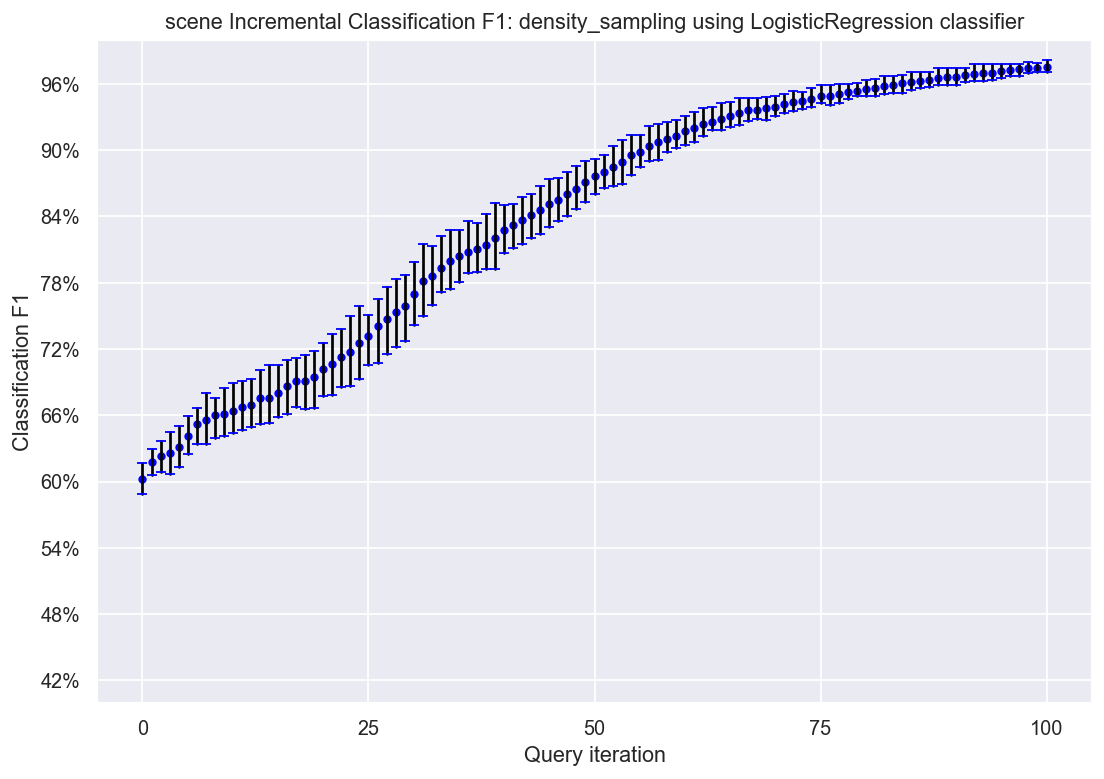 scene Incremental Classification F1: density_sampling using LogisticRegression classifier
Classification F1
96%
90%
84%
78%
72%
66%
60%
54%
48%
42%
0 25 50 75 100
Query iteration